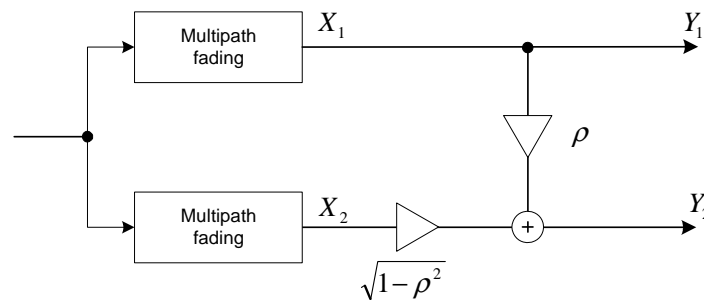 Multipath
fading
X₁
Y₁
ρ
Multipath
fading
X₂
+
Y₂
√1−ρ²